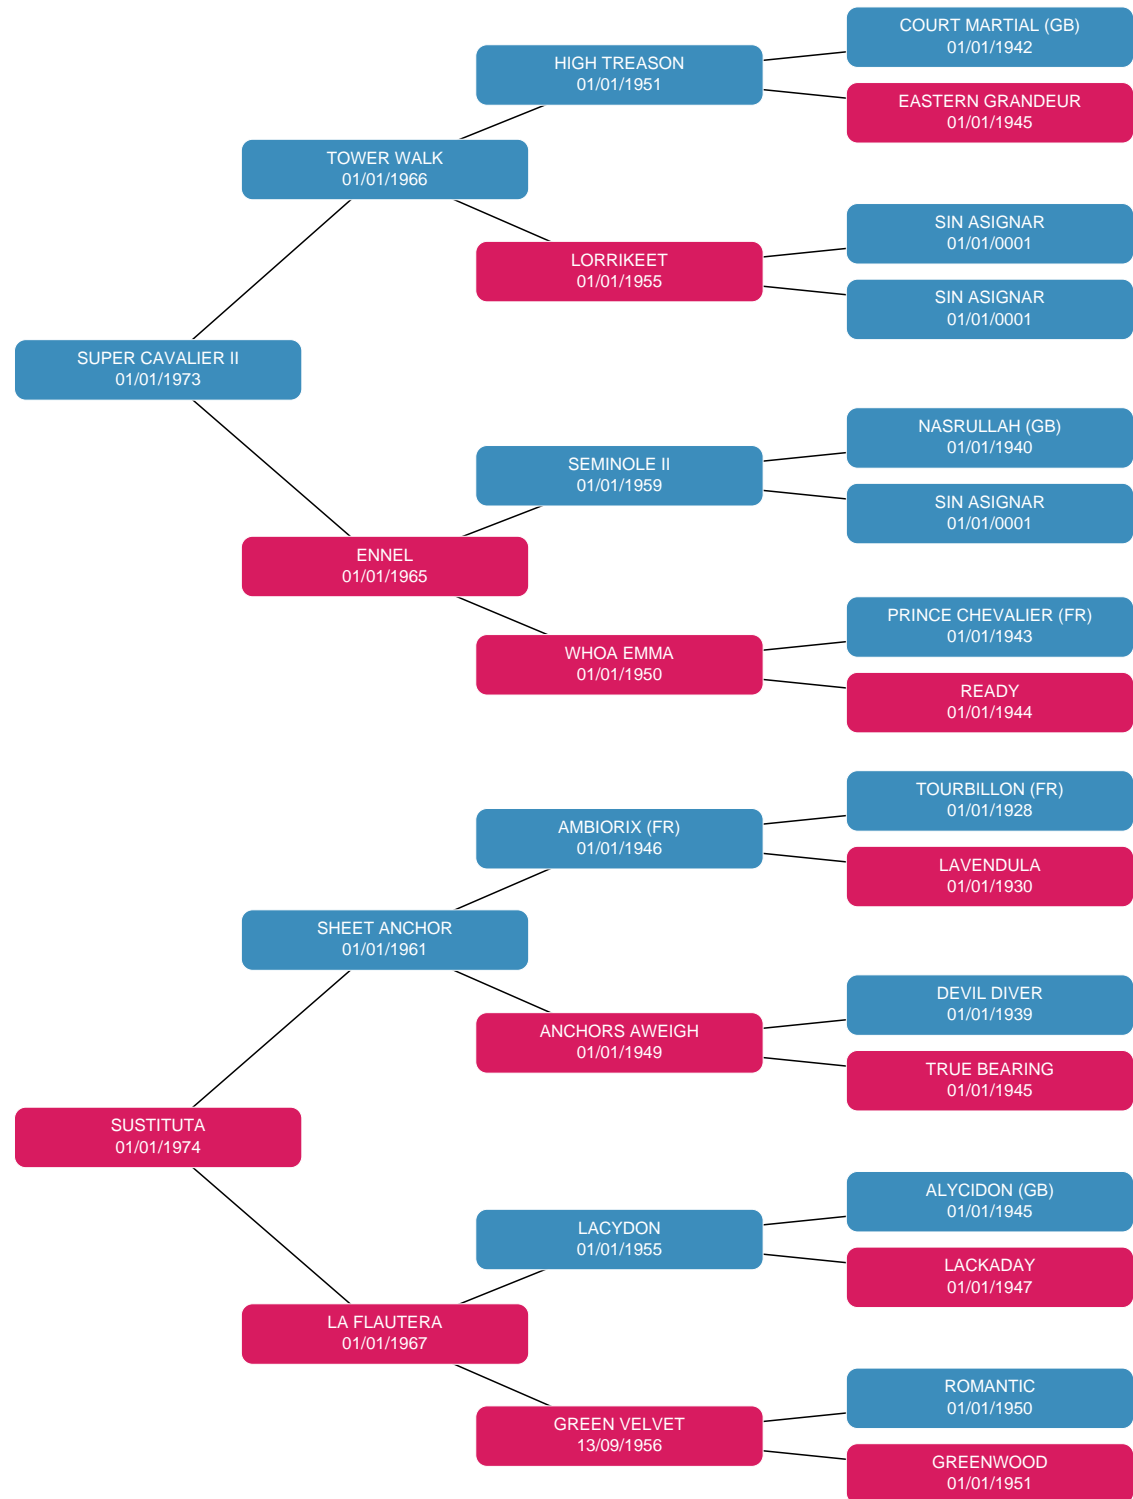 COURT MARTIAL (GB)
01/01/1942
HIGH TREASON
01/01/1951
EASTERN GRANDEUR
01/01/1945
TOWER WALK
01/01/1966
SIN ASIGNAR
01/01/0001
LORRIKEET
01/01/1955
SIN ASIGNAR
01/01/0001
SUPER CAVALIER II
01/01/1973
NASRULLAH (GB)
01/01/1940
SEMINOLE II
01/01/1959
SIN ASIGNAR
01/01/0001
ENNEL
01/01/1965
PRINCE CHEVALIER (FR)
01/01/1943
WHOA EMMA
01/01/1950
READY
01/01/1944
TOURBILLON (FR)
01/01/1928
AMBIORIX (FR)
01/01/1946
LAVENDULA
01/01/1930
SHEET ANCHOR
01/01/1961
DEVIL DIVER
01/01/1939
ANCHORS AWEIGH
01/01/1949
TRUE BEARING
01/01/1945
SUSTITUTA
01/01/1974
ALYCIDON (GB)
01/01/1945
LACYDON
01/01/1955
LACKADAY
01/01/1947
LA FLAUTERA
01/01/1967
ROMANTIC
01/01/1950
GREEN VELVET
13/09/1956
GREENWOOD
01/01/1951